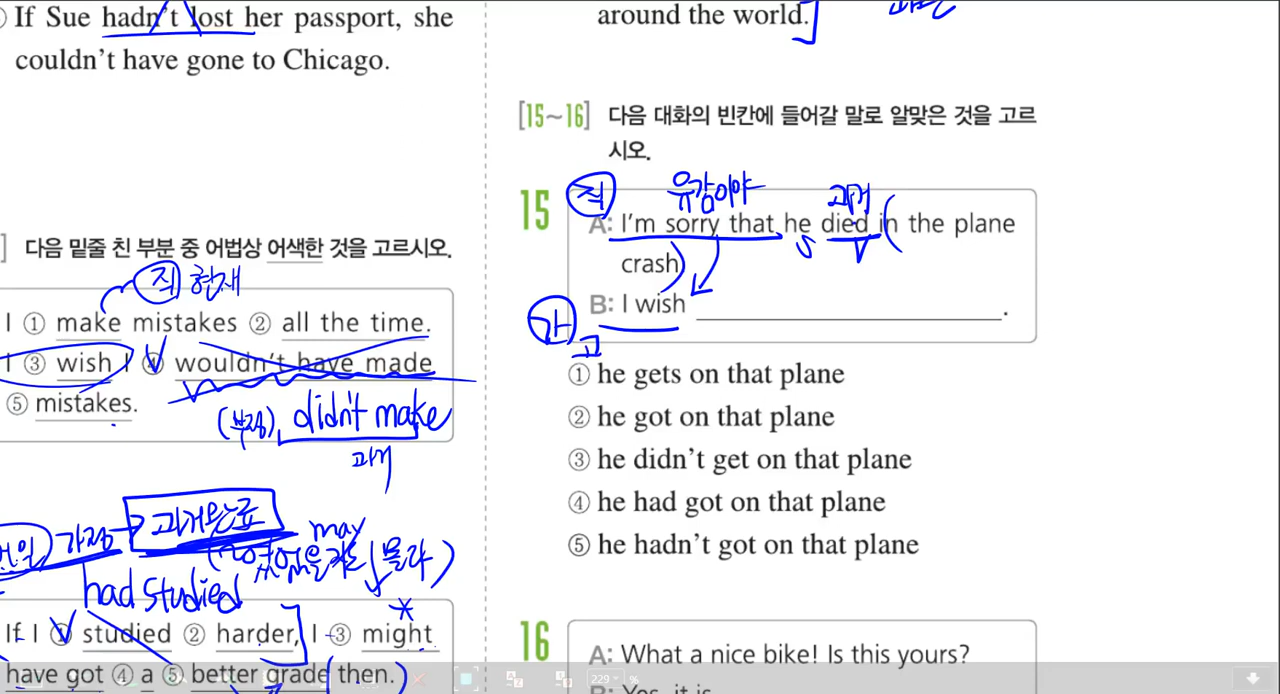 If Sue hadn't lost her passport, she
couldn't have gone to Chicago.
] 다음 밑줄 친 부분 중 어법상 어색한 것을 고르시오.
직 현재
I ① make mistakes ② all the time.
I ③ wish I ④ wouldn't have made
⑤ mistakes.
(부정) didn't make
과거
가정 → 과거완료
may
had studied
If I ① studied ② harder, I ③ might
have got ④ a ⑤ better grade then.
around the world.
[15~16] 다음 대화의 빈칸에 들어갈 말로 알맞은 것을 고르
시오.
15
직 유감이야 과거
A: I'm sorry that he died in the plane
crash
B: I wish ______.
가
① he gets on that plane
② he got on that plane
③ he didn't get on that plane
④ he had got on that plane
⑤ he hadn't got on that plane
16
A: What a nice bike! Is this yours?
B: Yes, it is
229 %